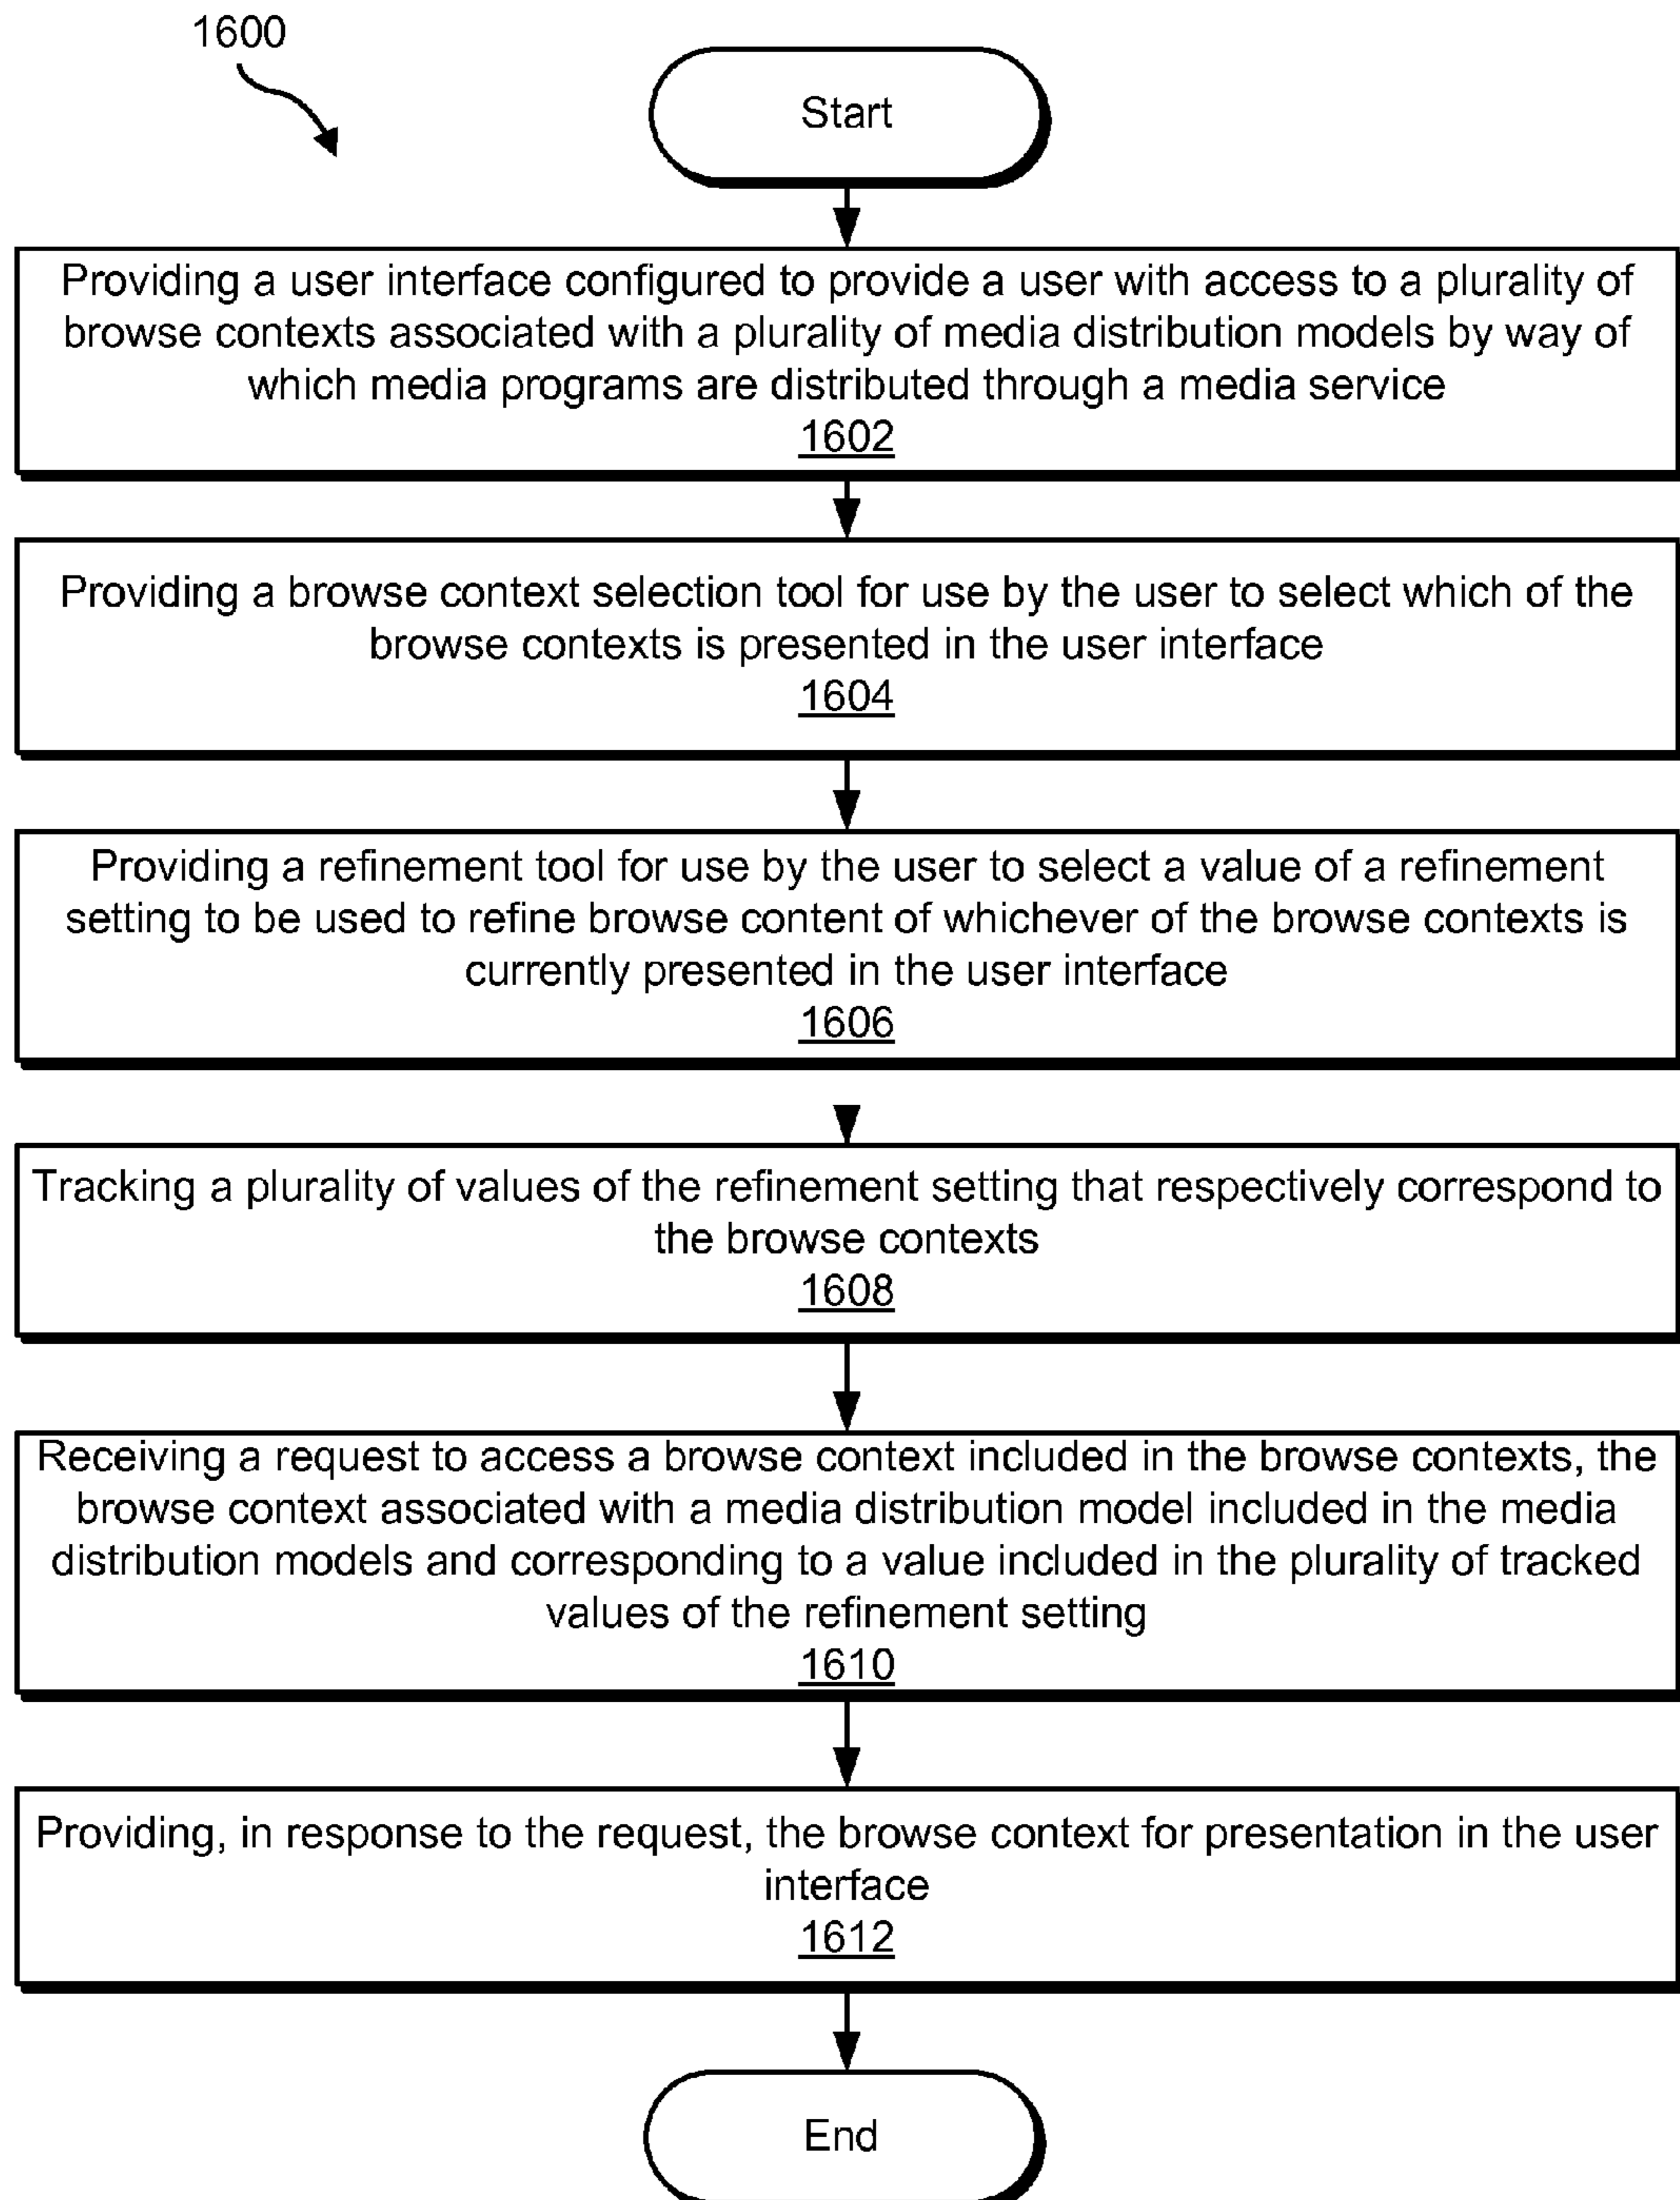 1600
Start
Providing a user interface configured to provide a user with access to a plurality of
browse contexts associated with a plurality of media distribution models by way of
which media programs are distributed through a media service
1602
Providing a browse context selection tool for use by the user to select which of the
browse contexts is presented in the user interface
1604
Providing a refinement tool for use by the user to select a value of a refinement
setting to be used to refine browse content of whichever of the browse contexts is
currently presented in the user interface
1606
Tracking a plurality of values of the refinement setting that respectively correspond to
the browse contexts
1608
Receiving a request to access a browse context included in the browse contexts, the
browse context associated with a media distribution model included in the media
distribution models and corresponding to a value included in the plurality of tracked
values of the refinement setting
1610
Providing, in response to the request, the browse context for presentation in the user
interface
1612
End